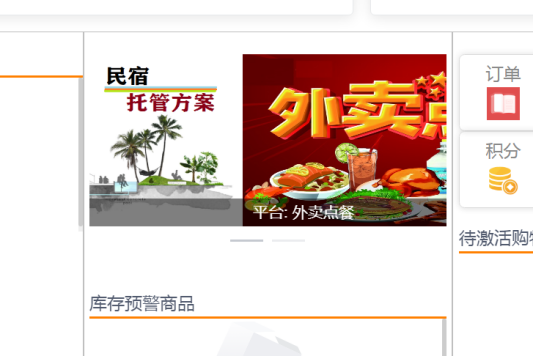 民宿
托管方案
外卖点
平台: 外卖点餐
订单
积分
待激活购物
库存预警商品